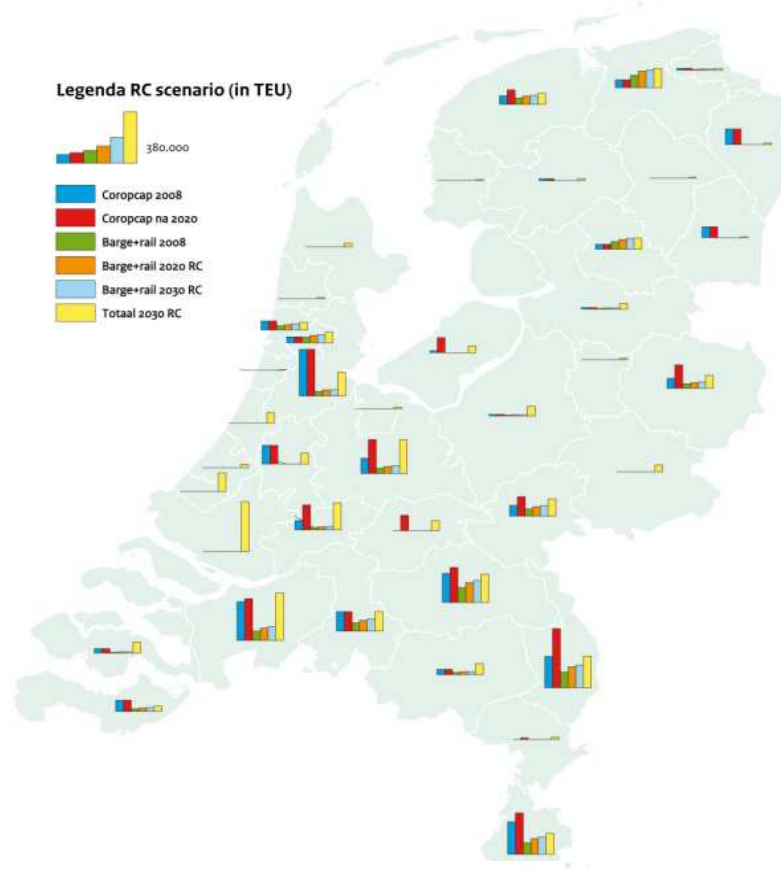 Legenda RC scenario (in TEU)
380.000
Coropcap 2008
Coropcap na 2020
Barge+rail 2008
Barge+rail 2020 RC
Barge+rail 2030 RC
Totaal 2030 RC